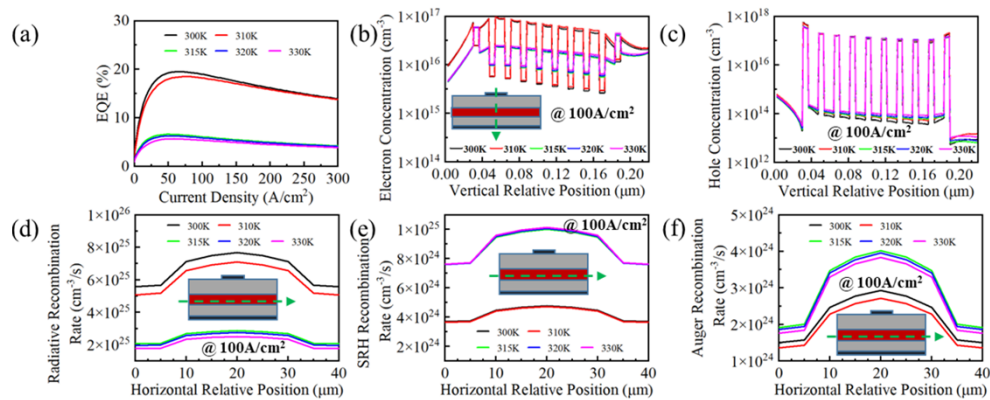 (a)
300K 310K
315K 320K 330K
EQE
(%)
30
20
10
0
0 50 100 150 200 250 300
Current Density (A/cm²)
(b)
Electron Concentration (cm⁻³)
1×10¹⁷
1×10¹⁶
1×10¹⁵
1×10¹⁴
@ 100A/cm²
300K 310K 315K 320K 330K
0.00 0.04 0.08 0.12 0.16 0.20
Vertical Relative Position (μm)
(c)
Hole Concentration (cm⁻³)
1×10¹⁸
1×10¹⁶
1×10¹⁴
1×10¹²
@ 100A/cm²
300K 310K 315K 320K 330K
0.00 0.04 0.08 0.12 0.16 0.20
Vertical Relative Position (μm)
(d)
Radiative Recombination
Rate (cm⁻³/s)
1×10²⁶
8×10²⁵
6×10²⁵
4×10²⁵
2×10²⁵
300K 310K
315K 320K 330K
@ 100A/cm²
0 10 20 30 40
Horizontal Relative Position (μm)
(e)
SRH Recombination
Rate (cm⁻³/s)
1×10²⁵
8×10²⁴
6×10²⁴
4×10²⁴
2×10²⁴
@ 100A/cm²
300K 310K
315K 320K 330K
0 10 20 30 40
Horizontal Relative Position (μm)
(f)
Auger Recombination
Rate (cm⁻³/s)
5×10²⁴
4×10²⁴
3×10²⁴
2×10²⁴
1×10²⁴
300K 310K
315K 320K 330K
@ 100A/cm²
0 10 20 30 40
Horizontal Relative Position (μm)